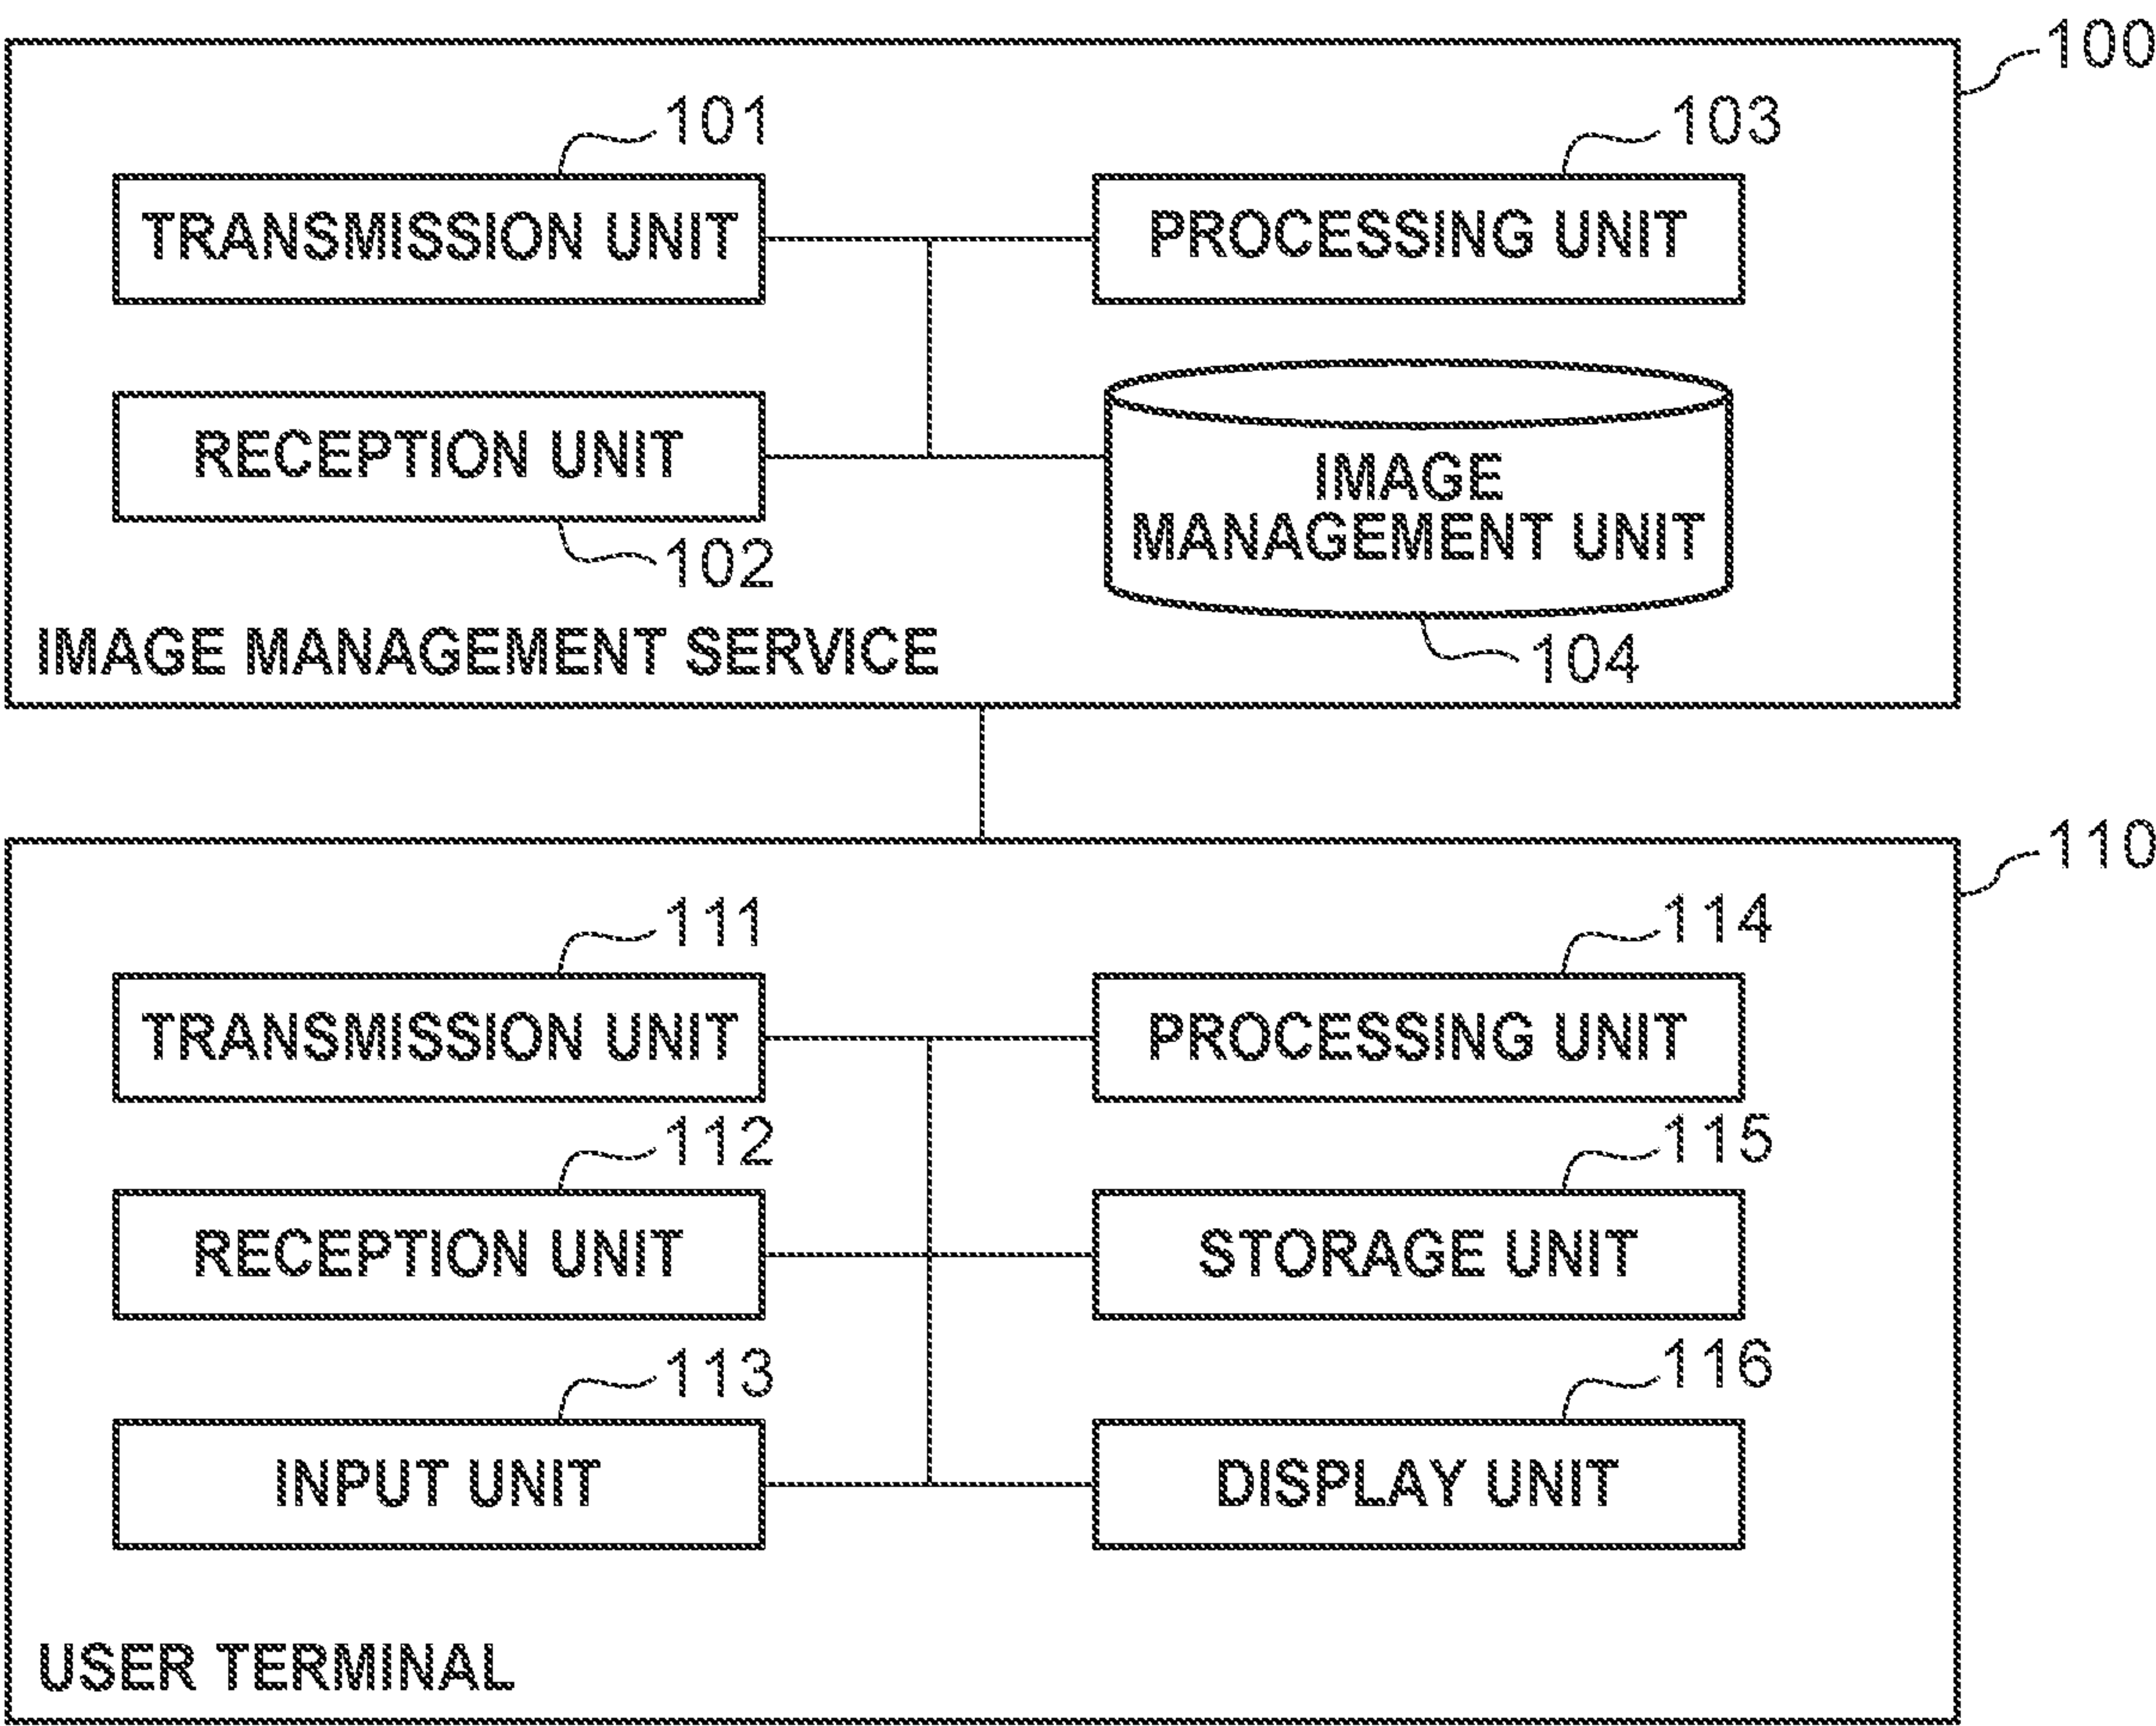 100
101
103
TRANSMISSION UNIT
PROCESSING UNIT
RECEPTION UNIT
IMAGE
MANAGEMENT UNIT
102
104
IMAGE MANAGEMENT SERVICE
110
111
114
TRANSMISSION UNIT
PROCESSING UNIT
112
115
RECEPTION UNIT
STORAGE UNIT
113
116
INPUT UNIT
DISPLAY UNIT
USER TERMINAL